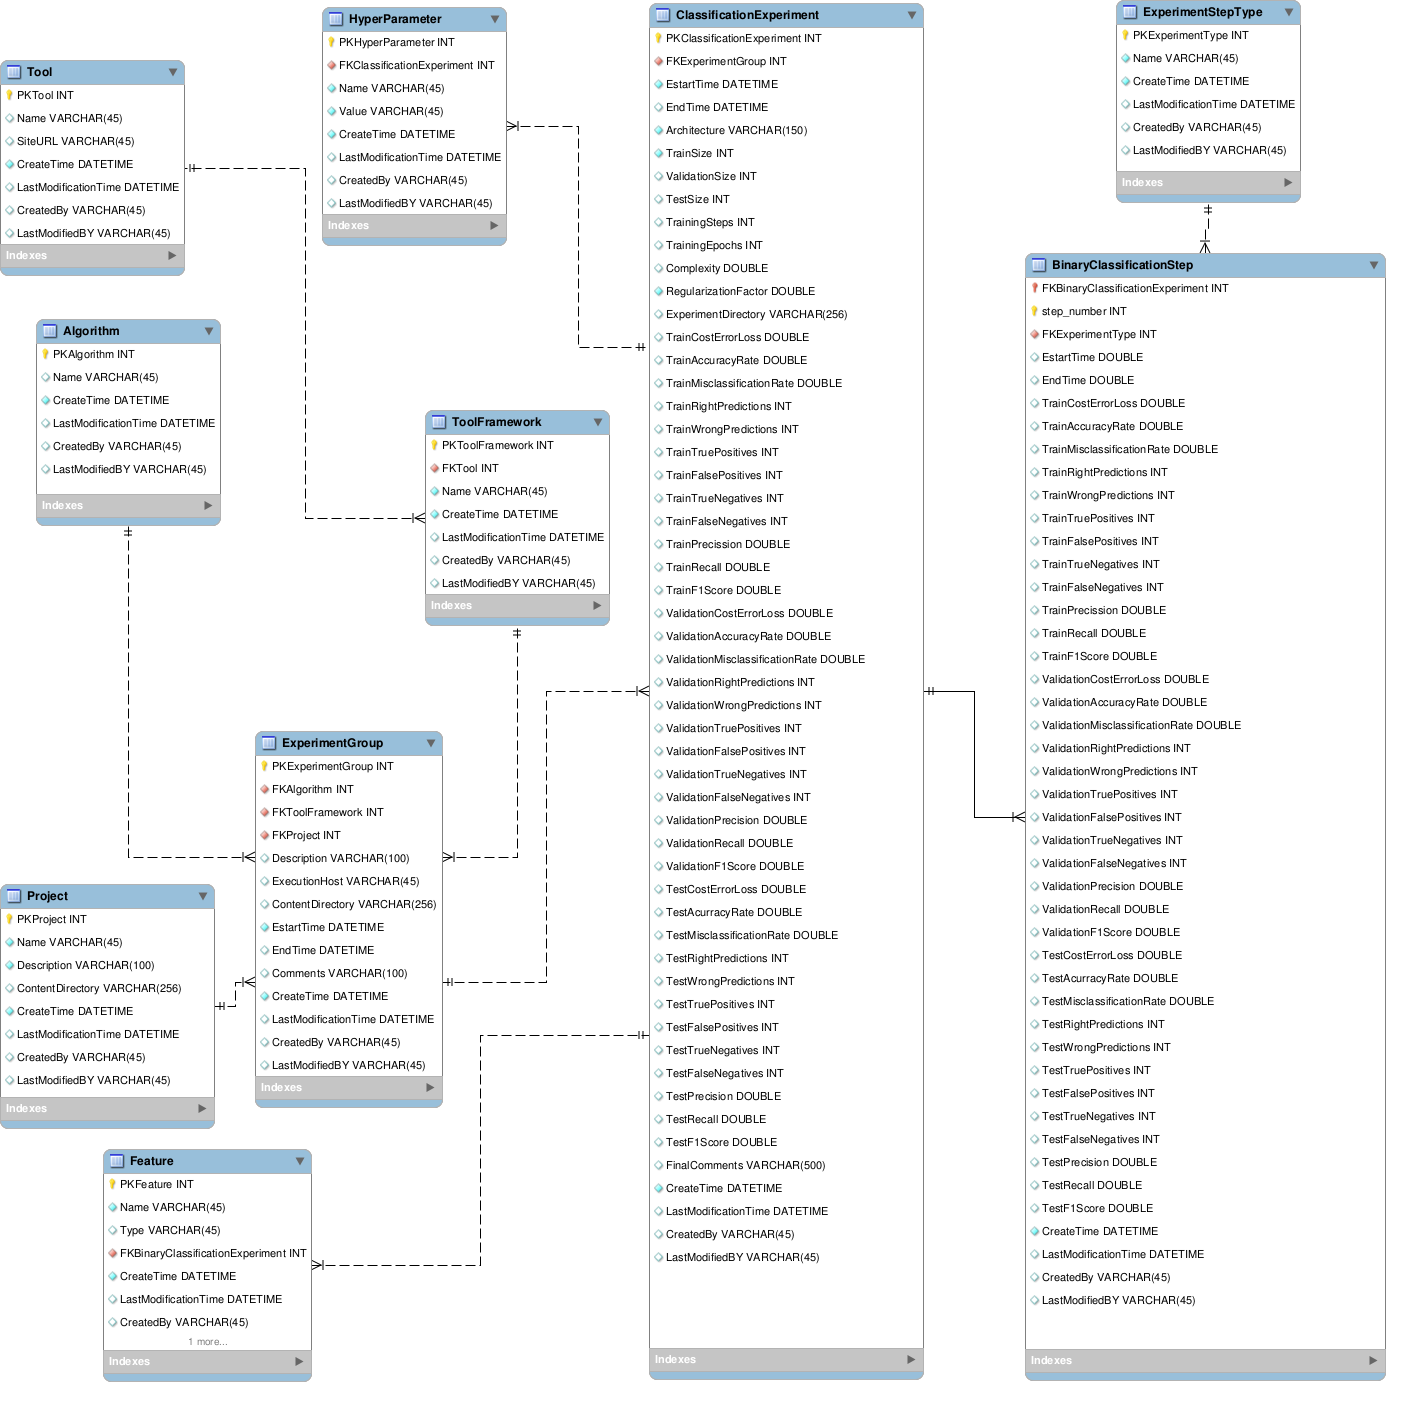 Tool
PKTool INT
Name VARCHAR(45)
SiteURL VARCHAR(45)
CreateTime DATETIME
LastModificationTime DATETIME
CreatedBy VARCHAR(45)
LastModifiedBY VARCHAR(45)
Indexes
HyperParameter
PKHyperParameter INT
FKClassificationExperiment INT
Name VARCHAR(45)
Value VARCHAR(45)
CreateTime DATETIME
LastModificationTime DATETIME
CreatedBy VARCHAR(45)
LastModifiedBY VARCHAR(45)
Indexes
Algorithm
PKAlgorithm INT
Name VARCHAR(45)
CreateTime DATETIME
LastModificationTime DATETIME
CreatedBy VARCHAR(45)
LastModifiedBY VARCHAR(45)
Indexes
ToolFramework
PKToolFramework INT
FKTool INT
Name VARCHAR(45)
CreateTime DATETIME
LastModificationTime DATETIME
CreatedBy VARCHAR(45)
LastModifiedBY VARCHAR(45)
Indexes
ExperimentGroup
PKExperimentGroup INT
FKAlgorithm INT
FKToolFramework INT
FKProject INT
Description VARCHAR(100)
ExecutionHost VARCHAR(45)
ContentDirectory VARCHAR(256)
EstartTime DATETIME
EndTime DATETIME
Comments VARCHAR(100)
CreateTime DATETIME
LastModificationTime DATETIME
CreatedBy VARCHAR(45)
LastModifiedBY VARCHAR(45)
Indexes
Project
PKProject INT
Name VARCHAR(45)
Description VARCHAR(100)
ContentDirectory VARCHAR(256)
CreateTime DATETIME
LastModificationTime DATETIME
CreatedBy VARCHAR(45)
LastModifiedBY VARCHAR(45)
Indexes
Feature
PKFeature INT
Name VARCHAR(45)
Type VARCHAR(45)
FKBinaryClassificationExperiment INT
CreateTime DATETIME
LastModificationTime DATETIME
CreatedBy VARCHAR(45)
1 more...
Indexes
ClassificationExperiment
PKClassificationExperiment INT
FKExperimentGroup INT
EstartTime DATETIME
EndTime DATETIME
Architecture VARCHAR(150)
TrainSize INT
ValidationSize INT
TestSize INT
TrainingSteps INT
TrainingEpochs INT
Complexity DOUBLE
RegularizationFactor DOUBLE
ExperimentDirectory VARCHAR(256)
TrainCostErrorLoss DOUBLE
TrainAccuracyRate DOUBLE
TrainMisclassificationRate DOUBLE
TrainRightPredictions INT
TrainWrongPredictions INT
TrainTruePositives INT
TrainFalsePositives INT
TrainTrueNegatives INT
TrainFalseNegatives INT
TrainPrecission DOUBLE
TrainRecall DOUBLE
TrainF1Score DOUBLE
ValidationCostErrorLoss DOUBLE
ValidationAccuracyRate DOUBLE
ValidationMisclassificationRate DOUBLE
ValidationRightPredictions INT
ValidationWrongPredictions INT
ValidationTruePositives INT
ValidationFalsePositives INT
ValidationTrueNegatives INT
ValidationFalseNegatives INT
ValidationPrecision DOUBLE
ValidationRecall DOUBLE
ValidationF1Score DOUBLE
TestCostErrorLoss DOUBLE
TestAcurracyRate DOUBLE
TestMisclassificationRate DOUBLE
TestRightPredictions INT
TestWrongPredictions INT
TestTruePositives INT
TestFalsePositives INT
TestTrueNegatives INT
TestFalseNegatives INT
TestPrecision DOUBLE
TestRecall DOUBLE
TestF1Score DOUBLE
FinalComments VARCHAR(500)
CreateTime DATETIME
LastModificationTime DATETIME
CreatedBy VARCHAR(45)
LastModifiedBY VARCHAR(45)
Indexes
ExperimentStepType
PKExperimentType INT
Name VARCHAR(45)
CreateTime DATETIME
LastModificationTime DATETIME
CreatedBy VARCHAR(45)
LastModifiedBY VARCHAR(45)
Indexes
BinaryClassificationStep
FKBinaryClassificationExperiment INT
step_number INT
FKExperimentType INT
EstartTime DOUBLE
EndTime DOUBLE
TrainCostErrorLoss DOUBLE
TrainAccuracyRate DOUBLE
TrainMisclassificationRate DOUBLE
TrainRightPredictions INT
TrainWrongPredictions INT
TrainTruePositives INT
TrainFalsePositives INT
TrainTrueNegatives INT
TrainFalseNegatives INT
TrainPrecission DOUBLE
TrainRecall DOUBLE
TrainF1Score DOUBLE
ValidationCostErrorLoss DOUBLE
ValidationAccuracyRate DOUBLE
ValidationMisclassificationRate DOUBLE
ValidationRightPredictions INT
ValidationWrongPredictions INT
ValidationTruePositives INT
ValidationFalsePositives INT
ValidationTrueNegatives INT
ValidationFalseNegatives INT
ValidationPrecision DOUBLE
ValidationRecall DOUBLE
ValidationF1Score DOUBLE
TestCostErrorLoss DOUBLE
TestAcurracyRate DOUBLE
TestMisclassificationRate DOUBLE
TestRightPredictions INT
TestWrongPredictions INT
TestTruePositives INT
TestFalsePositives INT
TestTrueNegatives INT
TestFalseNegatives INT
TestPrecision DOUBLE
TestRecall DOUBLE
TestF1Score DOUBLE
CreateTime DATETIME
LastModificationTime DATETIME
CreatedBy VARCHAR(45)
LastModifiedBY VARCHAR(45)
Indexes